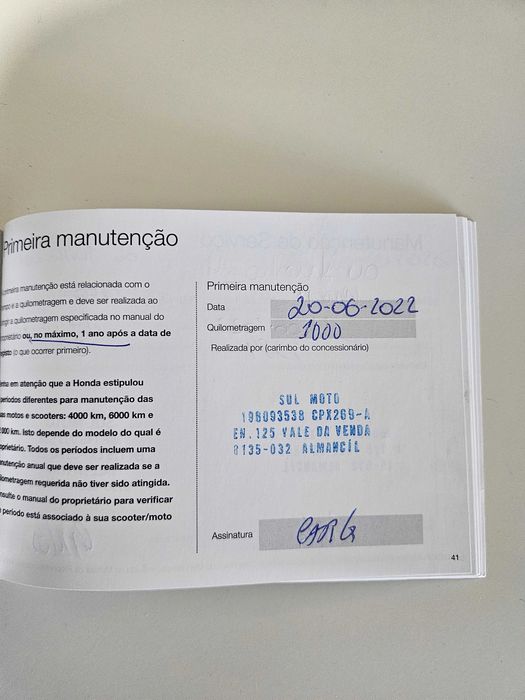 Primeira manutenção
primeira manutenção está relacionada com o
tempo e a quilometragem e deve ser realizada ao
a quilometragem especificada no manual do
proprietário ou, no máximo, 1 ano após a data de
(o que ocorrer primeiro).
em atenção que a Honda estipulou
períodos diferentes para manutenção das
motos e scooters: 4000 km, 6000 km e
km. Isto depende do modelo do qual é
proprietário. Todos os períodos incluem uma
manutenção anual que deve ser realizada se a
quilometragem requerida não tiver sido atingida.
Consulte o manual do proprietário para verificar
período está associado à sua scooter/moto
Primeira manutenção
Data 20-06-2022
Quilometragem 1000
Realizada por (carimbo do concessionário)
SUL MOTO
196093538 CPX269-A
EN.125 VALE DA VENDA
8135-032 ALMANCIL
Assinatura
41